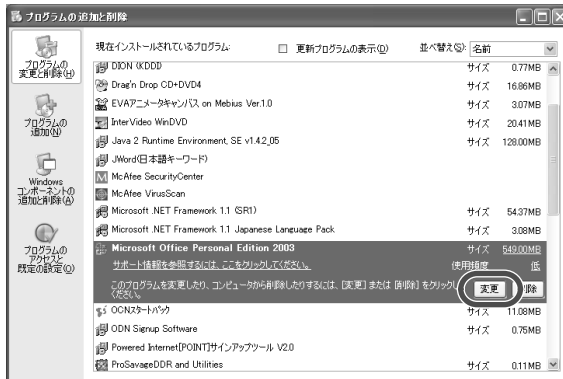 プログラムの追加と削除
現在インストールされているプログラム:
更新プログラムの表示(D)
並べ替え(S):
名前
プログラムの
変更と削除(H)
プログラムの
追加(N)
Windows
コンポーネントの
追加と削除(A)
プログラムの
アクセスと
既定の設定(O)
DION (KDDI) サイズ 0.77MB
Drag'n Drop CD+DVD4 サイズ 16.86MB
EVAアニメータキャンバス on Mebius Ver.1.0 サイズ 3.07MB
InterVideo WinDVD サイズ 20.41MB
Java 2 Runtime Environment, SE v1.4.2_05 サイズ 128.00MB
JWord(日本語キーワード)
McAfee SecurityCenter
McAfee VirusScan
Microsoft .NET Framework 1.1 (SR1) サイズ 54.37MB
Microsoft .NET Framework 1.1 Japanese Language Pack サイズ 3.08MB
Microsoft Office Personal Edition 2003 サイズ 549.00MB
サポート情報を参照するには、ここをクリックしてください。 使用頻度 低
このプログラムを変更したり、コンピュータから削除したりするには、[変更] または [削除] をクリックし
ください。
変更
削除
OCNスタートパック サイズ 11.08MB
ODN Signup Software サイズ 0.75MB
Powered Internet[POINT]サインアップツール V2.0
ProSavageDDR and Utilities サイズ 0.11MB